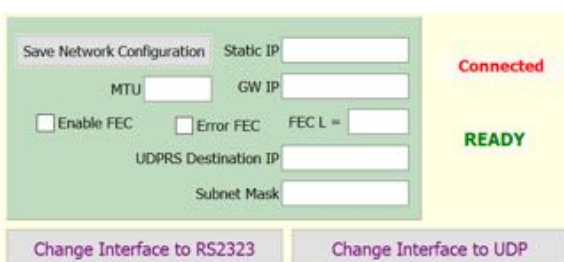 Save Network Configuration Static IP
Connected
MTU GW IP
Enable FEC Error FEC FEC L =
READY
UDPRS Destination IP
Subnet Mask
Change Interface to RS2323 Change Interface to UDP